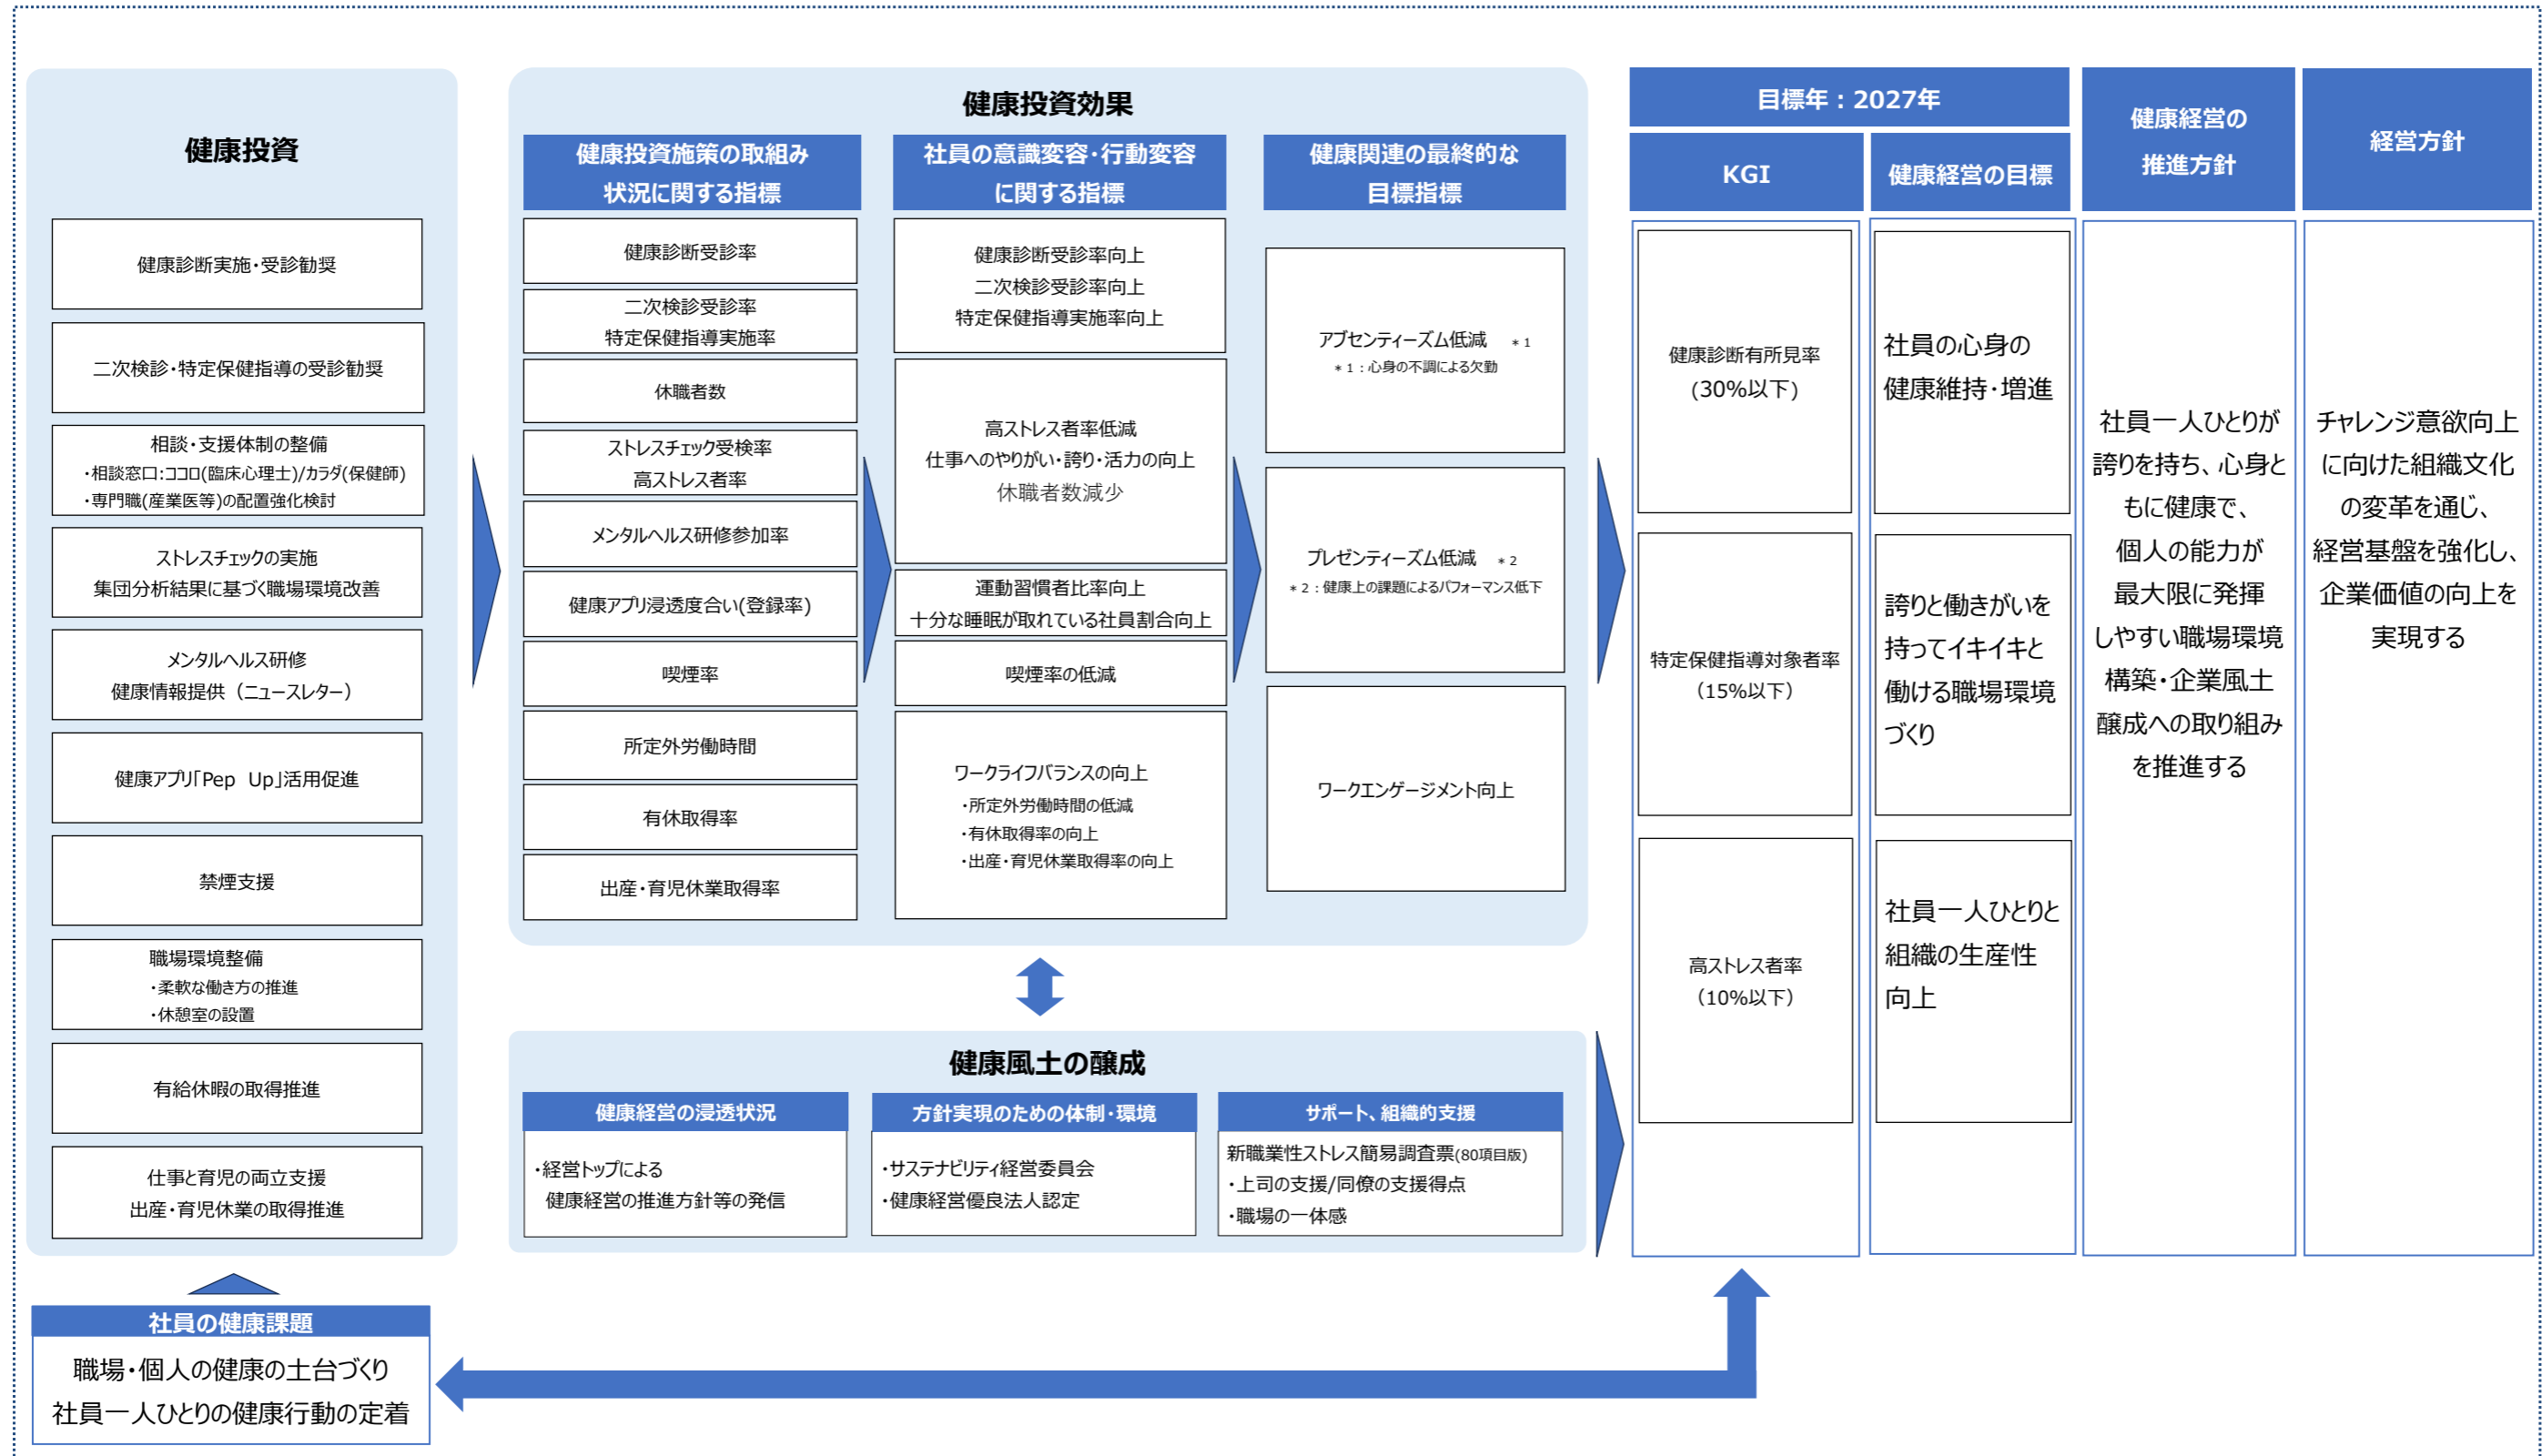 健康投資
健康診断実施・受診勧奨
二次検診・特定保健指導の受診勧奨
相談・支援体制の整備
・相談窓口:ココロ(臨床心理士)/カラダ(保健師)
・専門職(産業医等)の配置強化検討
ストレスチェックの実施
集団分析結果に基づく職場環境改善
メンタルヘルス研修
健康情報提供（ニュースレター）
健康アプリ「Pep Up」活用促進
禁煙支援
職場環境整備
・柔軟な働き方の推進
・休憩室の設置
有給休暇の取得推進
仕事と育児の両立支援
出産・育児休業の取得推進
社員の健康課題
職場・個人の健康の土台づくり
社員一人ひとりの健康行動の定着
健康投資効果
健康投資施策の取組み
状況に関する指標
健康診断受診率
二次検診受診率
特定保健指導実施率
休職者数
ストレスチェック受検率
高ストレス者率
メンタルヘルス研修参加率
健康アプリ浸透度合い(登録率)
喫煙率
所定外労働時間
有休取得率
出産・育児休業取得率
社員の意識変容・行動変容
に関する指標
健康診断受診率向上
二次検診受診率向上
特定保健指導実施率向上
高ストレス者率低減
仕事へのやりがい・誇り・活力の向上
休職者数減少
運動習慣者比率向上
十分な睡眠が取れている社員割合向上
喫煙率の低減
ワークライフバランスの向上
・所定外労働時間の低減
・有休取得率の向上
・出産・育児休業取得率の向上
健康関連の最終的な
目標指標
アブセンティーズム低減 ＊1
＊1：心身の不調による欠勤
プレゼンティーズム低減 ＊2
＊2：健康上の課題によるパフォーマンス低下
ワークエンゲージメント向上
健康風土の醸成
健康経営の浸透状況
・経営トップによる
健康経営の推進方針等の発信
方針実現のための体制・環境
・サステナビリティ経営委員会
・健康経営優良法人認定
サポート、組織的支援
新職業性ストレス簡易調査票(80項目版)
・上司の支援/同僚の支援得点
・職場の一体感
目標年：2027年
KGI
健康診断有所見率
(30%以下)
特定保健指導対象者率
（15%以下）
高ストレス者率
（10%以下）
健康経営の目標
社員の心身の
健康維持・増進
誇りと働きがいを
持ってイキイキと
働ける職場環境
づくり
社員一人ひとりと
組織の生産性
向上
健康経営の
推進方針
社員一人ひとりが
誇りを持ち、心身と
もに健康で、
個人の能力が
最大限に発揮
しやすい職場環境
構築・企業風土
醸成への取り組み
を推進する
経営方針
チャレンジ意欲向上
に向けた組織文化
の変革を通じ、
経営基盤を強化し、
企業価値の向上を
実現する